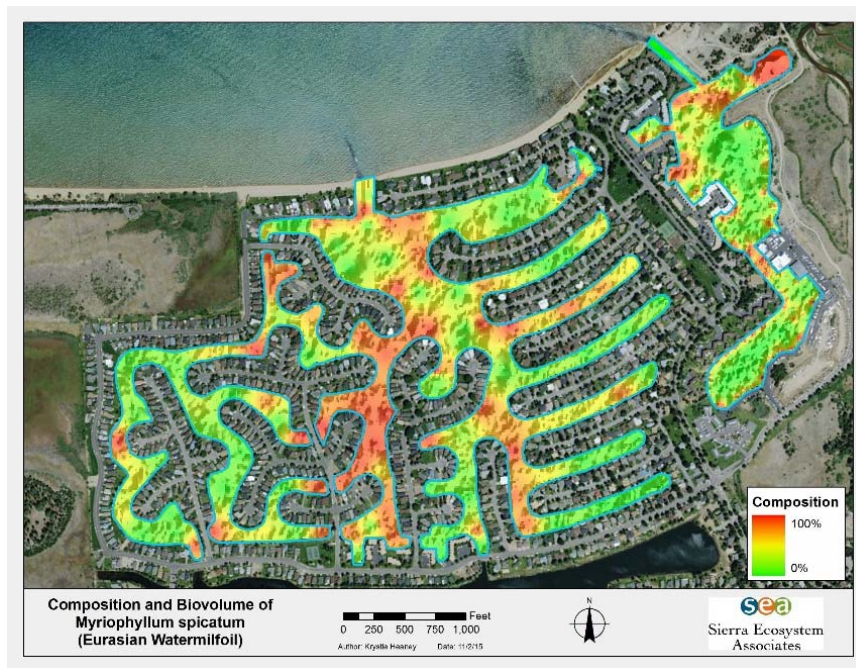 Composition
100%
0%
Composition and Biovolume of
Myriophyllum spicatum
(Eurasian Watermilfoil)
Feet
0 250 500 750 1,000
Author: Krystle Heaney Date: 11/2/15
N
sea
Sierra Ecosystem
Associates